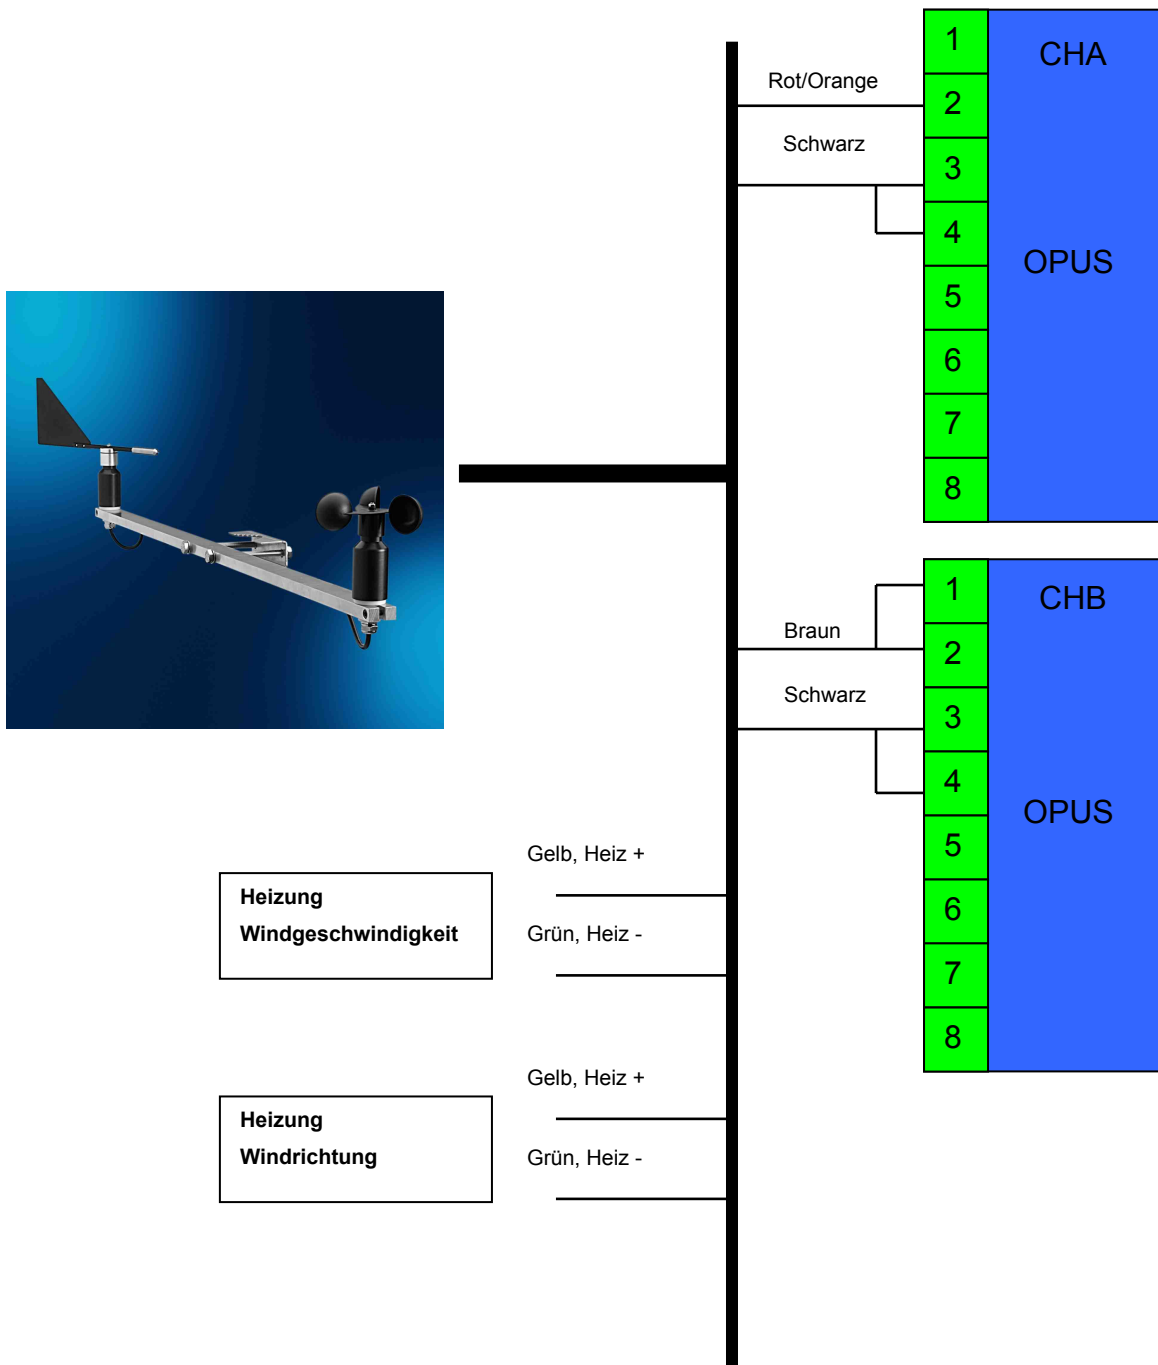 CHA
OPUS
1
2
3
4
5
6
7
8
Rot/Orange
Schwarz
CHB
OPUS
1
2
3
4
5
6
7
8
Braun
Schwarz
Gelb, Heiz +
Heizung
Windgeschwindigkeit
Grün, Heiz -
Gelb, Heiz +
Heizung
Windrichtung
Grün, Heiz -